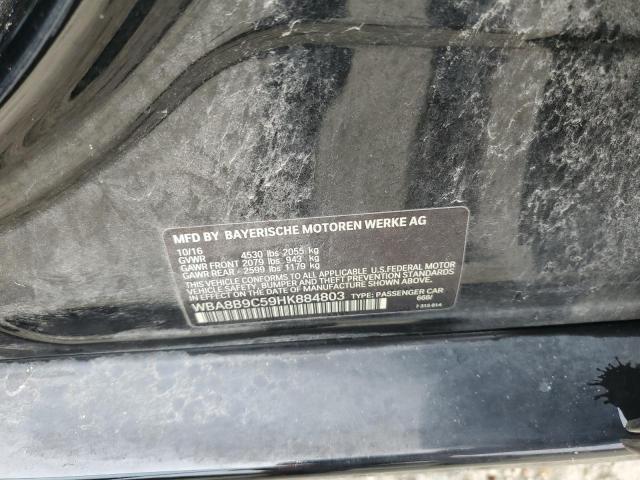 MFD BY BAYERISCHE MOTOREN WERKE AG
10/16
GVWR 4530 lbs 2055 kg
GAWR FRONT 2079 lbs 943 kg
GAWR REAR - 2599 lbs 1179 kg
THIS VEHICLE CONFORMS TO ALL APPLICABLE U.S.FEDERAL MOTOR
VEHICLE SAFETY, BUMPER AND THEFT PREVENTION STANDARDS
IN EFFECT ON THE DATE OF MANUFACTURE SHOWN ABOVE.
WBA8B9C59HK884803 TYPE: PASSENGER CAR
668/